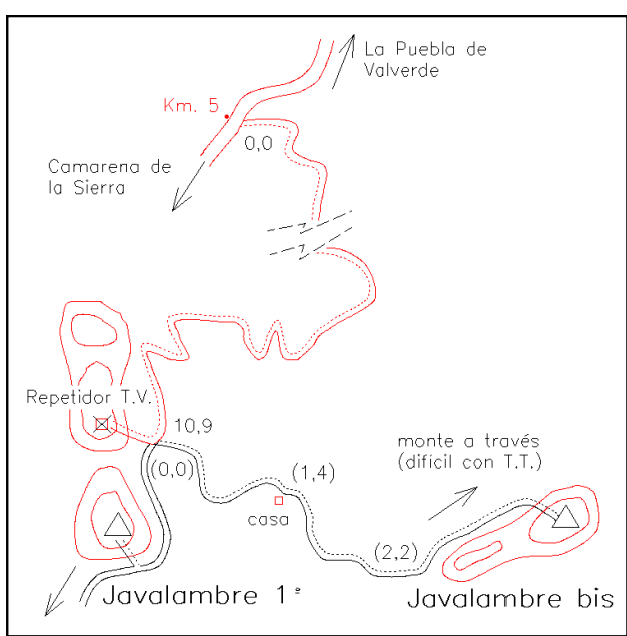 La Puebla de
Valverde
Km. 5
0,0
Camarena de
la Sierra
Repetidor T.V.
10,9
(0,0)
(1,4)
casa
monte a través
(difícil con T.T.)
(2,2)
Javalambre 1º
Javalambre bis